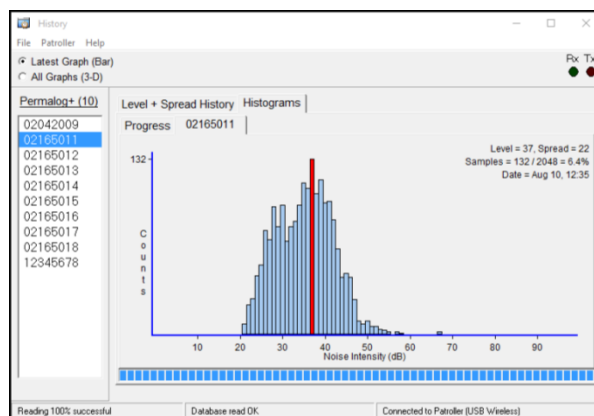 History
File Patroller Help
Latest Graph (Bar)
All Graphs (3-D)
Rx Tx
Permalog+ (10)
02042009
02165011
02165012
02165013
02165014
02165015
02165016
02165017
02165018
12345678
Level + Spread History Histograms
Progress 02165011
Level = 37, Spread = 22
Samples = 132 / 2048 = 6.4%
Date = Aug 10, 12:35
132
Counts
10 20 30 40 50 60 70 80 90
Noise Intensity (dB)
Reading 100% successful
Database read OK
Connected to Patroller (USB Wireless)